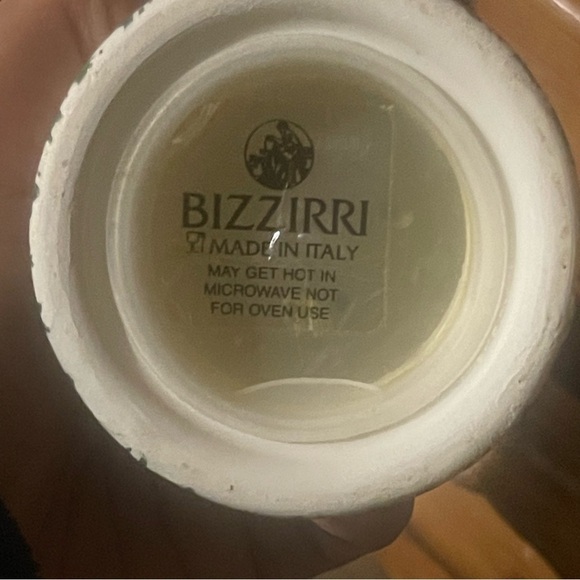 BIZZIRRI
MADE IN ITALY
MAY GET HOT IN
MICROWAVE NOT
FOR OVEN USE